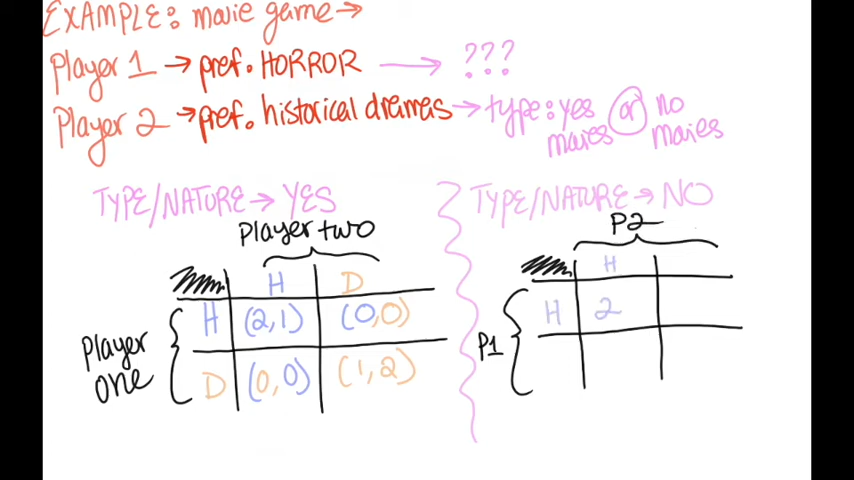 EXAMPLE: movie game →
Player 1 → pref. HORROR → ???
Player 2 → pref. historical dramas → type: yes or no
movies movies
TYPE/NATURE → YES
TYPE/NATURE → NO
Player two
P2
H D
H
H (2,1) (0,0)
H 2
Player one
P1
D (0,0) (1,2)